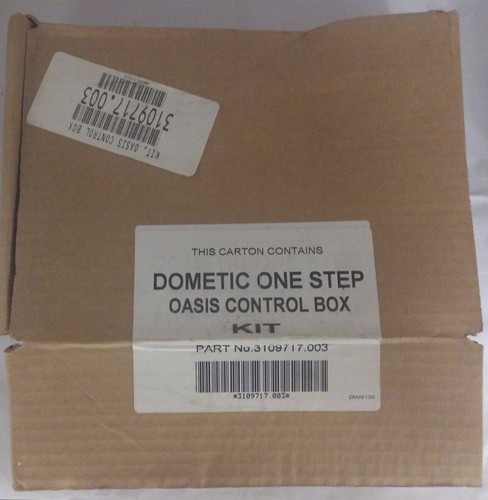 3109717.003
KIT, OASIS CONTROL BOX
THIS CARTON CONTAINS
DOMETIC ONE STEP
OASIS CONTROL BOX
KIT
PART No.3109717.003
*3109717.003*